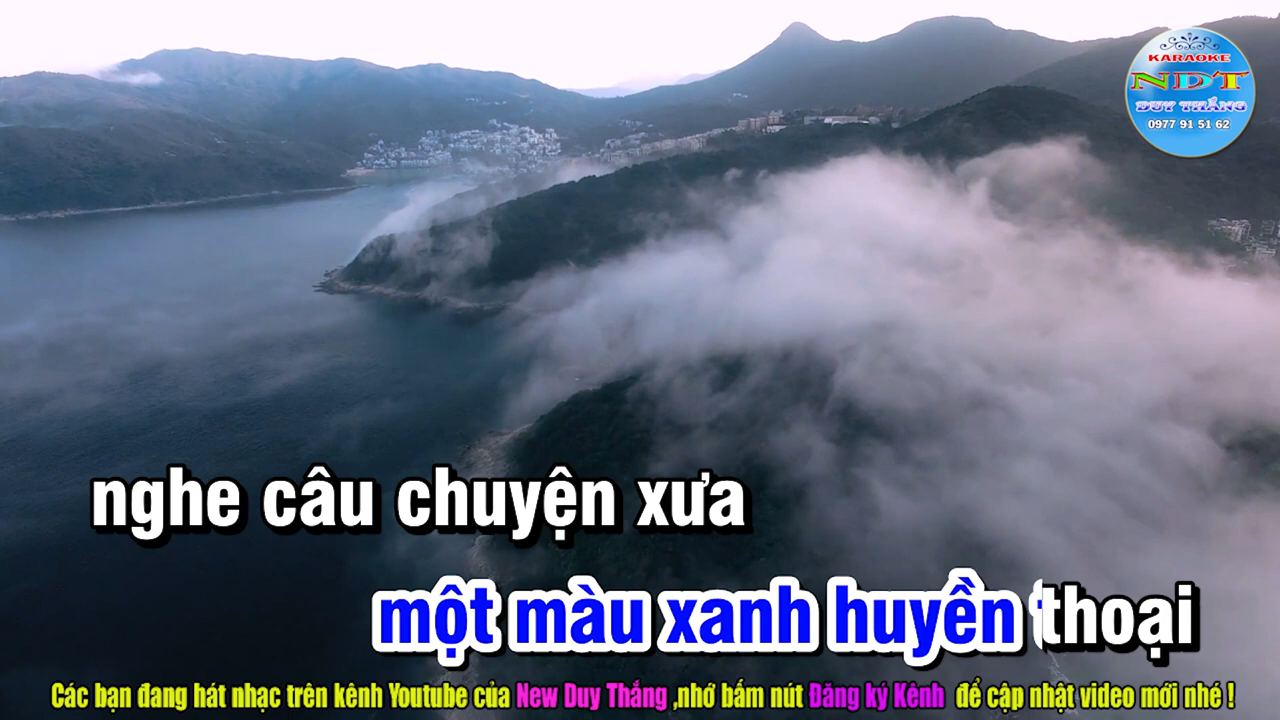 KARAOKE
NDT
DUY THẮNG
0977 91 51 62
nghe câu chuyện xưa
một màu xanh huyền thoại
Các bạn đang hát nhạc trên kênh Youtube của New Duy Thắng ,nhớ bấm nút Đăng ký Kênh để cập nhật video mới nhé !